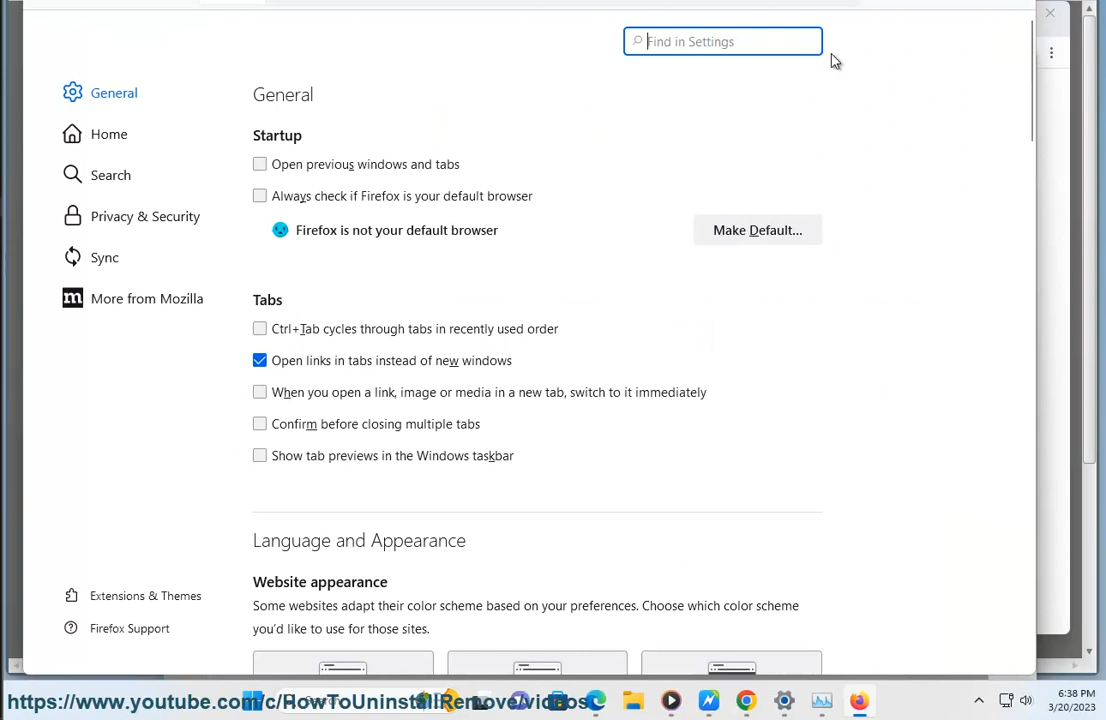 Find in Settings
General
Home
Search
Privacy & Security
Sync
More from Mozilla
Extensions & Themes
Firefox Support
General
Startup
Open previous windows and tabs
Always check if Firefox is your default browser
Firefox is not your default browser
Make Default...
Tabs
Ctrl+Tab cycles through tabs in recently used order
Open links in tabs instead of new windows
When you open a link, image or media in a new tab, switch to it immediately
Confirm before closing multiple tabs
Show tab previews in the Windows taskbar
Language and Appearance
Website appearance
Some websites adapt their color scheme based on your preferences. Choose which color scheme
you'd like to use for those sites.
https://www.youtube.com/c/HowToUninstallRemove/videos
6:38 PM
3/20/2023